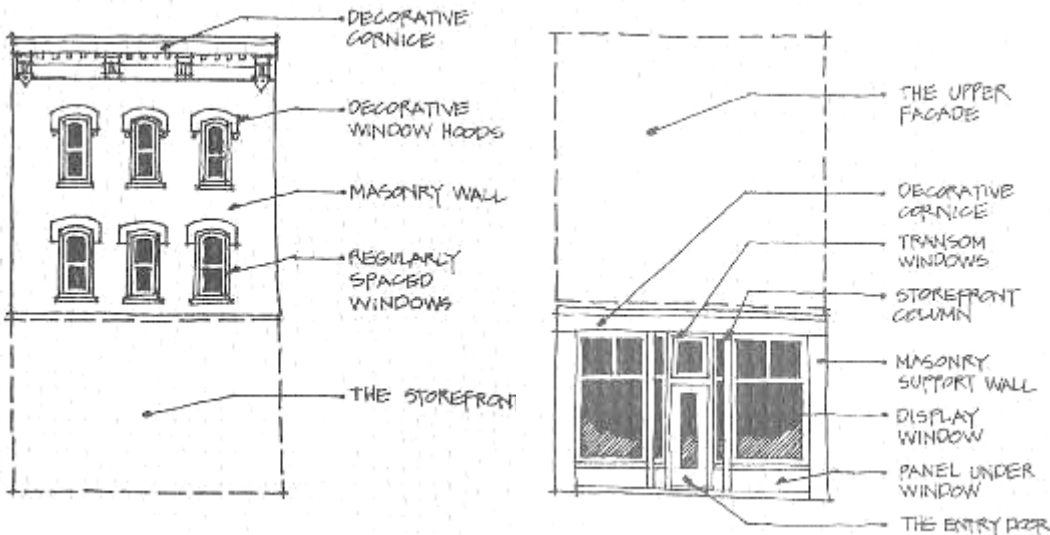 DECORATIVE
CORNICE
DECORATIVE
WINDOW HOODS
MASONRY WALL
REGULARLY
SPACED
WINDOWS
THE STOREFRONT
THE UPPER
FACADE
DECORATIVE
CORNICE
TRANSOM
WINDOWS
STOREFRONT
COLUMN
MASONRY
SUPPORT WALL
DISPLAY
WINDOW
PANEL UNDER
WINDOW
THE ENTRY DOOR